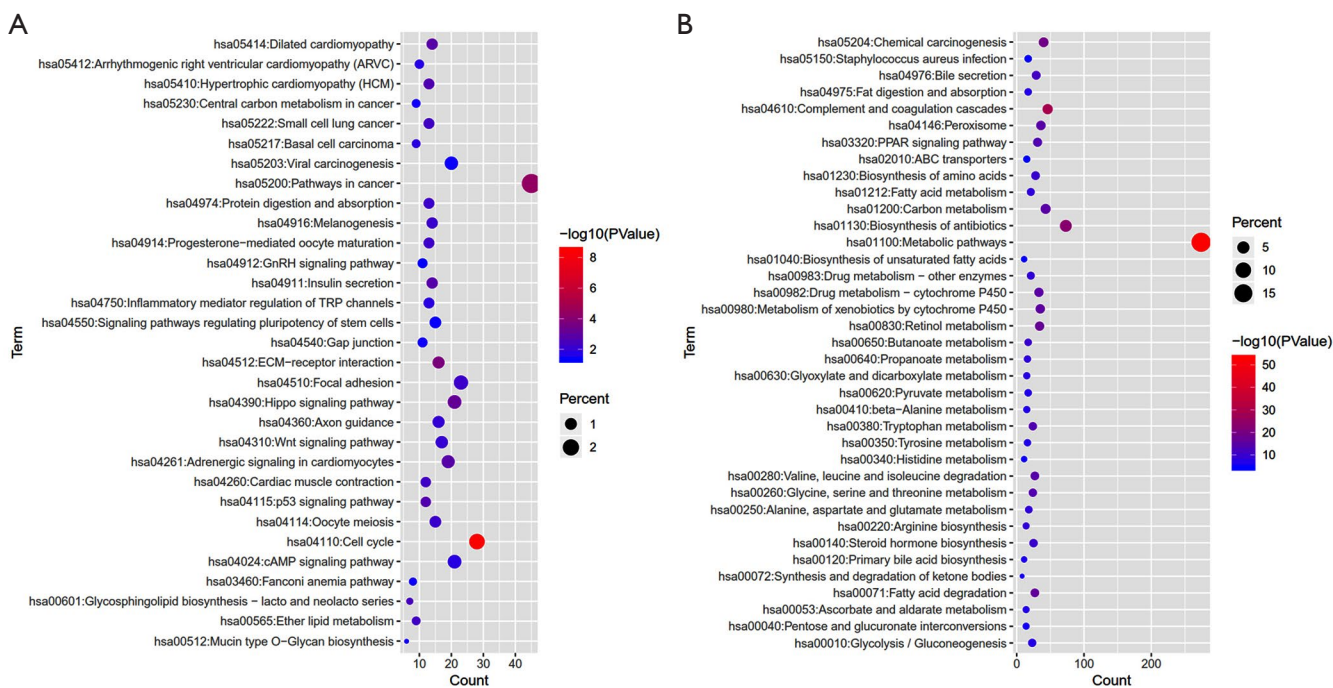 A
hsa05414:Dilated cardiomyopathy
hsa05412:Arrhythmogenic right ventricular cardiomyopathy (ARVC)
hsa05410:Hypertrophic cardiomyopathy (HCM)
hsa05230:Central carbon metabolism in cancer
hsa05222:Small cell lung cancer
hsa05217:Basal cell carcinoma
hsa05203:Viral carcinogenesis
hsa05200:Pathways in cancer
hsa04974:Protein digestion and absorption
hsa04916:Melanogenesis
hsa04914:Progesterone-mediated oocyte maturation
hsa04912:GnRH signaling pathway
hsa04911:Insulin secretion
hsa04750:Inflammatory mediator regulation of TRP channels
hsa04550:Signaling pathways regulating pluripotency of stem cells
hsa04540:Gap junction
hsa04512:ECM-receptor interaction
hsa04510:Focal adhesion
hsa04390:Hippo signaling pathway
hsa04360:Axon guidance
hsa04310:Wnt signaling pathway
hsa04261:Adrenergic signaling in cardiomyocytes
hsa04260:Cardiac muscle contraction
hsa04115:p53 signaling pathway
hsa04114:Oocyte meiosis
hsa04110:Cell cycle
hsa04024:cAMP signaling pathway
hsa03460:Fanconi anemia pathway
hsa00601:Glycosphingolipid biosynthesis − lacto and neolacto series
hsa00565:Ether lipid metabolism
hsa00512:Mucin type O-Glycan biosynthesis
Term
10 20 30 40
Count
−log10(PValue)
8
6
4
2
Percent
1
2
B
hsa05204:Chemical carcinogenesis
hsa05150:Staphylococcus aureus infection
hsa04976:Bile secretion
hsa04975:Fat digestion and absorption
hsa04610:Complement and coagulation cascades
hsa04146:Peroxisome
hsa03320:PPAR signaling pathway
hsa02010:ABC transporters
hsa01230:Biosynthesis of amino acids
hsa01212:Fatty acid metabolism
hsa01200:Carbon metabolism
hsa01130:Biosynthesis of antibiotics
hsa01100:Metabolic pathways
hsa01040:Biosynthesis of unsaturated fatty acids
hsa00983:Drug metabolism − other enzymes
hsa00982:Drug metabolism − cytochrome P450
hsa00980:Metabolism of xenobiotics by cytochrome P450
hsa00830:Retinol metabolism
hsa00650:Butanoate metabolism
hsa00640:Propanoate metabolism
hsa00630:Glyoxylate and dicarboxylate metabolism
hsa00620:Pyruvate metabolism
hsa00410:beta-Alanine metabolism
hsa00380:Tryptophan metabolism
hsa00350:Tyrosine metabolism
hsa00340:Histidine metabolism
hsa00280:Valine, leucine and isoleucine degradation
hsa00260:Glycine, serine and threonine metabolism
hsa00250:Alanine, aspartate and glutamate metabolism
hsa00220:Arginine biosynthesis
hsa00140:Steroid hormone biosynthesis
hsa00120:Primary bile acid biosynthesis
hsa00072:Synthesis and degradation of ketone bodies
hsa00071:Fatty acid degradation
hsa00053:Ascorbate and aldarate metabolism
hsa00040:Pentose and glucuronate interconversions
hsa00010:Glycolysis / Gluconeogenesis
Term
0 100 200
Count
Percent
5
10
15
−log10(PValue)
50
40
30
20
10